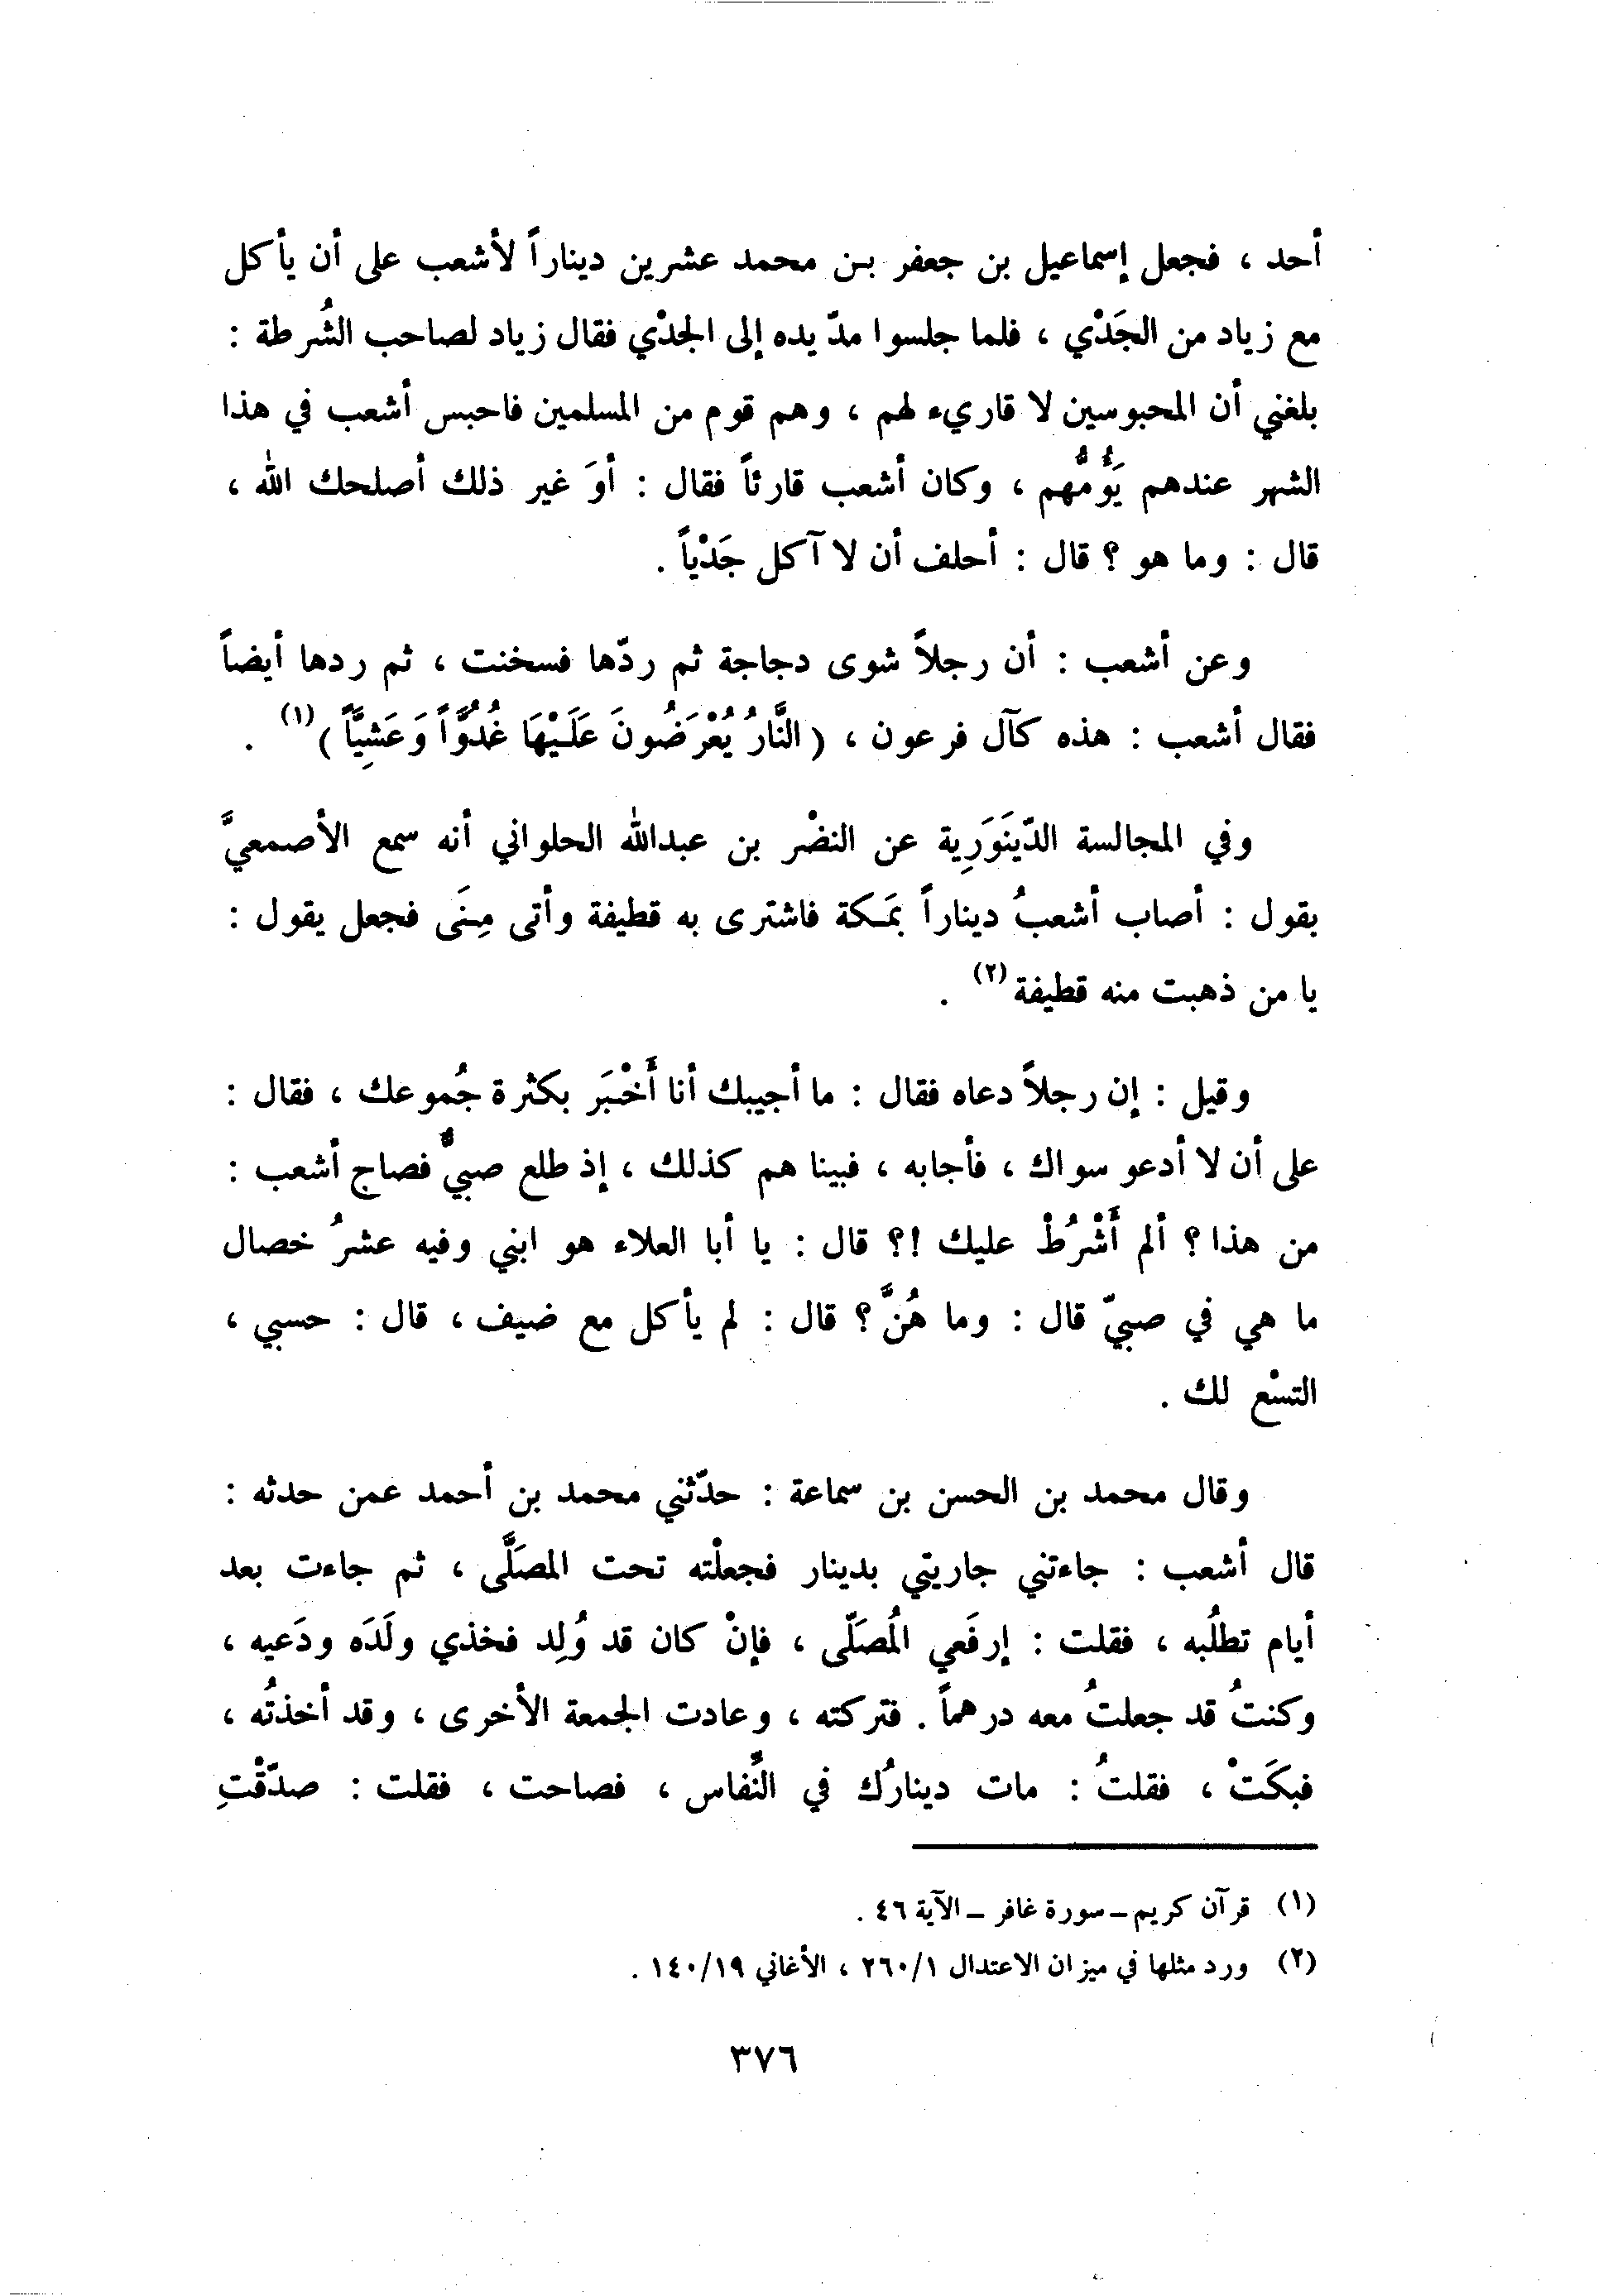 أحد ، فجعل إسماعيل بن جعفر بن محمد عشرين ديناراً لأشعب على أن يأكل
مع زياد من الجَدْي ، فلما جلسوا مدّ يده إلى الجدْي فقال زياد لصاحب الشُرطة :
بلغني أن المحبوسين لا قاريء لهم ، وهم قوم من المسلمين فاحبس أشعب في هذا
الشهر عندهم يَؤُمُّهم ، وكان أشعب قارئاً فقال : أوَ غير ذلك أصلحك الله ،
قال : وما هو ؟ قال : أحلف أن لا آكل جَدْياً .
وعن أشعب : أن رجلاً شوى دجاجة ثم ردّها فسخنت ، ثم ردها أيضاً
فقال أشعب : هذه كآل فرعون ، ( النَّارُ يُعْرَضُونَ عَلَيْهَا غُدُوَّاً وَعَشِيَّاً )(١) .
وفي المجالسة الدّينَوَرِية عن النضْر بن عبدالله الحلواني أنه سمع الأصمعيَّ
يقول : أصاب أشعبُ ديناراً بمَكة فاشترى به قطيفة وأتى مِنَى فجعل يقول :
يا من ذهبت منه قطيفة (٢) .
وقيل : إن رجلاً دعاه فقال : ما أجيبك أنا أَخْبَر بكثرة جُموعك ، فقال :
على أن لا أدعو سواك ، فأجابه ، فبينا هم كذلك ، إذ طلع صبيٌّ فصاح أشعب :
من هذا ؟ ألم أَشْرُطْ عليك !؟ قال : يا أبا العلاء هو ابني وفيه عشرُ خصال
ما هي في صبيّ قال : وما هُنَّ ؟ قال : لم يأكل مع ضيف ، قال : حسبي ،
التسْع لك .
وقال محمد بن الحسن بن سماعة : حدّثني محمد بن أحمد عمن حدثه :
قال أشعب : جاءتني جاريتي بدينار فجعلْته تحت المصَلَّى ، ثم جاءت بعد
أيام تطلُبه ، فقلت : إرفَعي المُصَلّى ، فإنْ كان قد وُلِد فخذي ولَدَه ودَعيه ،
وكنتُ قد جعلتُ معه درهماً . فتركته ، وعادت الجمعة الأخرى ، وقد أخذتُه ،
فبكَتْ ، فقلتُ : مات دينارُك في النِّفاس ، فصاحت ، فقلت : صدّقْتِ
(١) قرآن كريم - سورة غافر - الآية ٤٦ .
(٢) ورد مثلها في ميزان الاعتدال ٢٦٠/١ ، الأغاني ١٤٠/١٩ .
٣٧٦